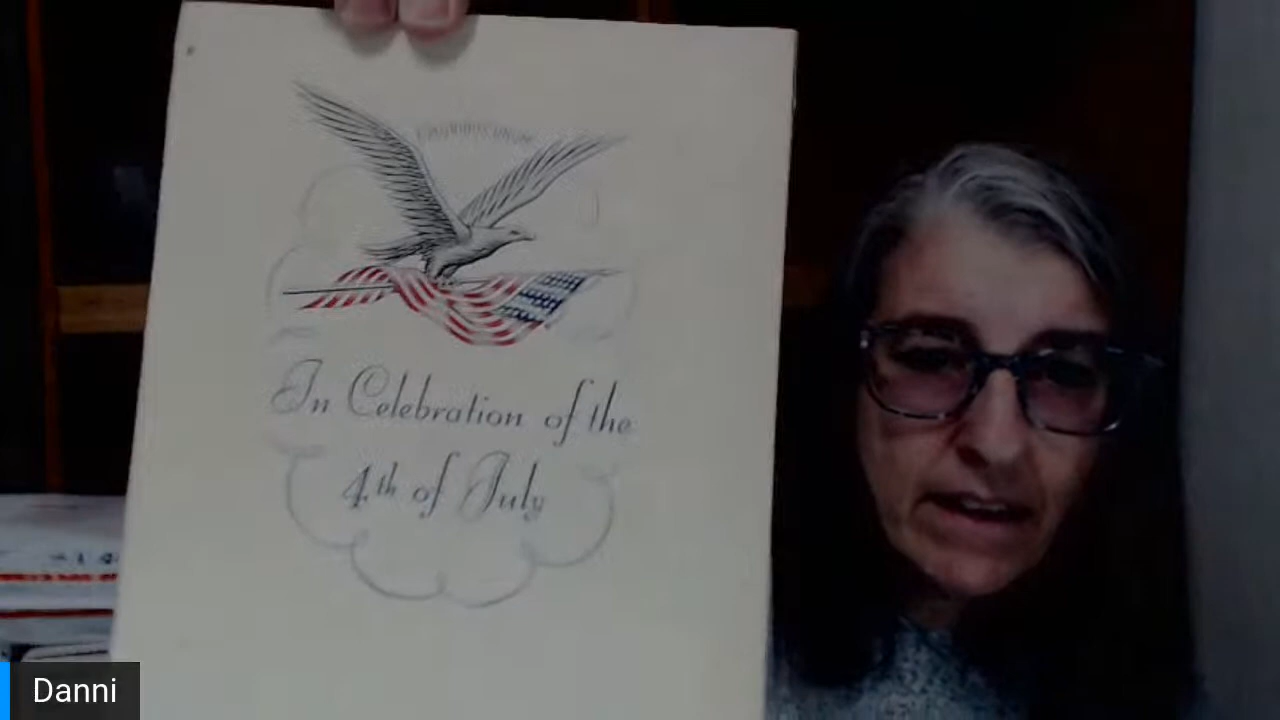 In Celebration of the
4th of July
Danni